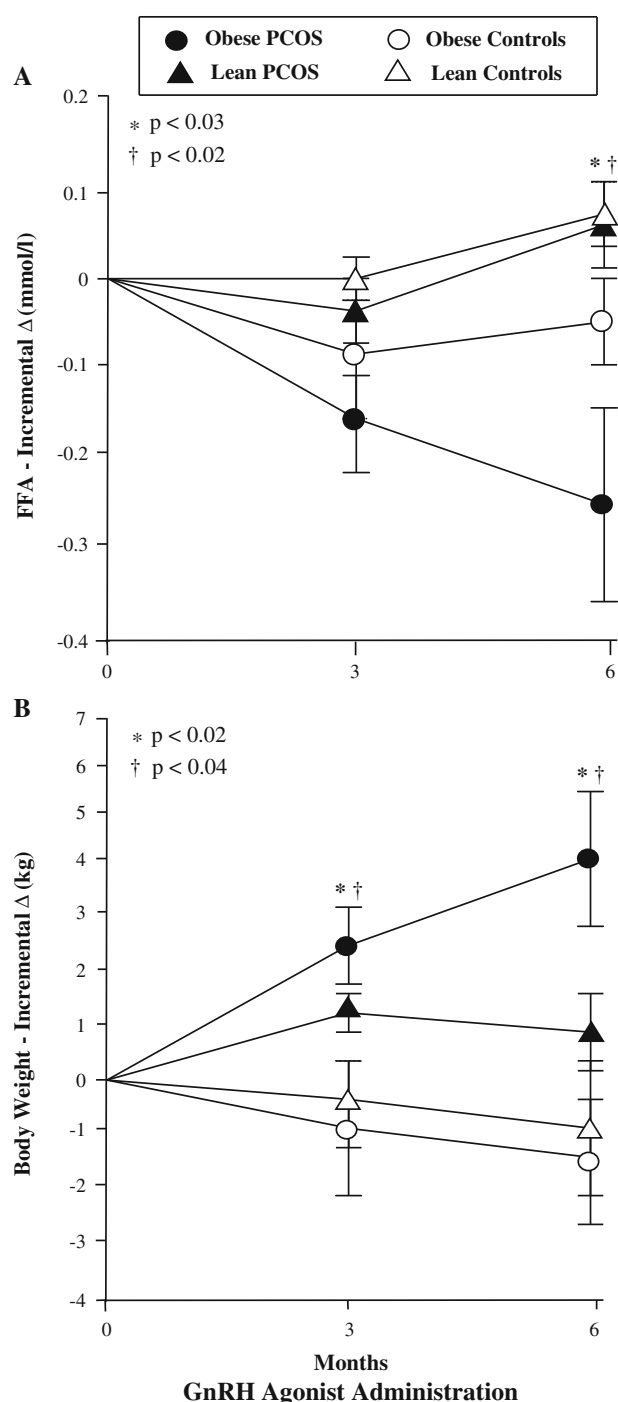 Obese PCOS Obese Controls
Lean PCOS Lean Controls
A
0.2
* p < 0.03
† p < 0.02
* †
0.1
0
-0.1
-0.2
-0.3
-0.4
FFA - Incremental Δ (mmol/l)
0 3 6
B
7
* p < 0.02
6
† p < 0.04
* †
5
4
* †
3
2
1
0
-1
-2
-3
-4
Body Weight - Incremental Δ (kg)
0 3 6
Months
GnRH Agonist Administration